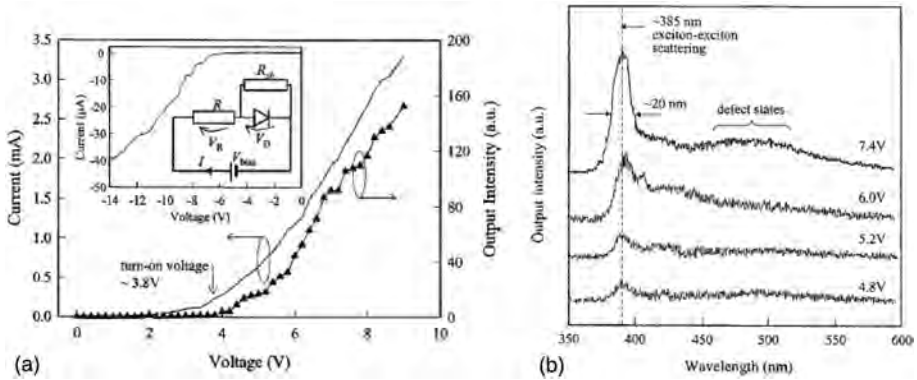 3.5
3.0
2.5
2.0
1.5
1.0
0.5
0.0
Current (mA)
200
160
120
80
40
0
Output Intensity (a.u.)
0 2 4 6 8 10
Voltage (V)
turn-on voltage
~ 3.8V
0
-10
-20
-30
-40
-50
Current (μA)
-14 -12 -10 -8 -6 -4 -2 0
Voltage (V)
Rsh
R
VR
VD
I
Vbias
(a)
~385 nm
exciton-exciton
scattering
~20 nm
defect states
7.4V
6.0V
5.2V
4.8V
Output intensity (a.u.)
350 400 450 500 550 600
Wavelength (nm)
(b)